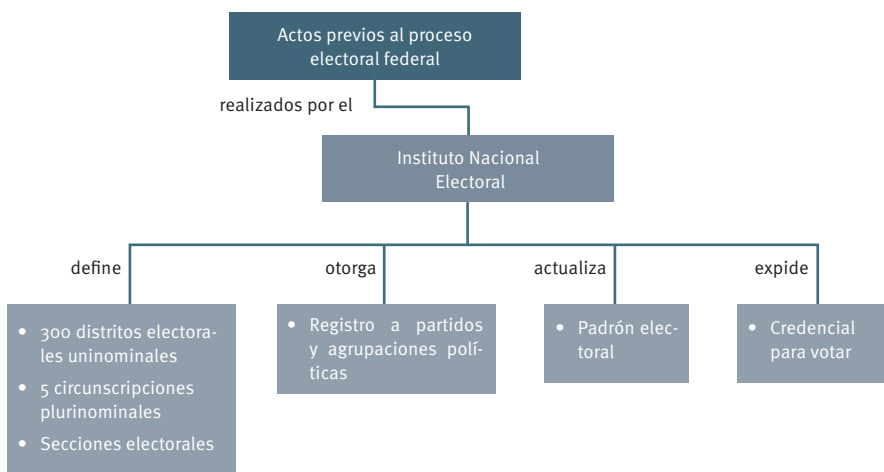 Actos previos al proceso
electoral federal
realizados por el
Instituto Nacional
Electoral
define
otorga
actualiza
expide
• 300 distritos electora-
les uninominales
• 5 circunscripciones
plurinominales
• Secciones electorales
• Registro a partidos
y agrupaciones polí-
ticas
• Padrón elec-
toral
• Credencial
para votar